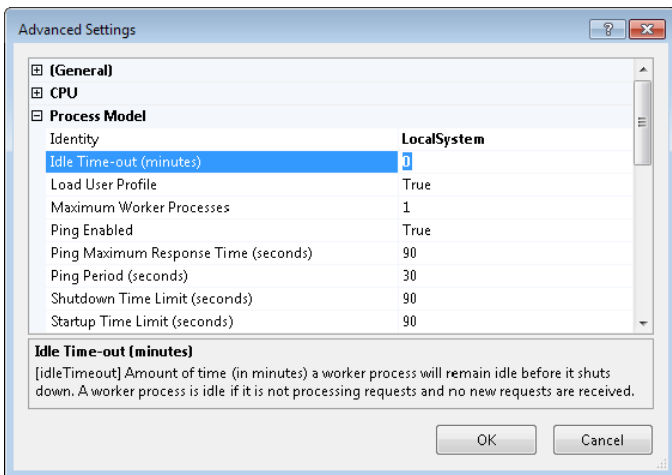 Advanced Settings
(General)
CPU
Process Model
Identity LocalSystem
Idle Time-out (minutes) 0
Load User Profile True
Maximum Worker Processes 1
Ping Enabled True
Ping Maximum Response Time (seconds) 90
Ping Period (seconds) 30
Shutdown Time Limit (seconds) 90
Startup Time Limit (seconds) 90
Idle Time-out (minutes)
[idleTimeout] Amount of time (in minutes) a worker process will remain idle before it shuts
down. A worker process is idle if it is not processing requests and no new requests are received.
OK Cancel